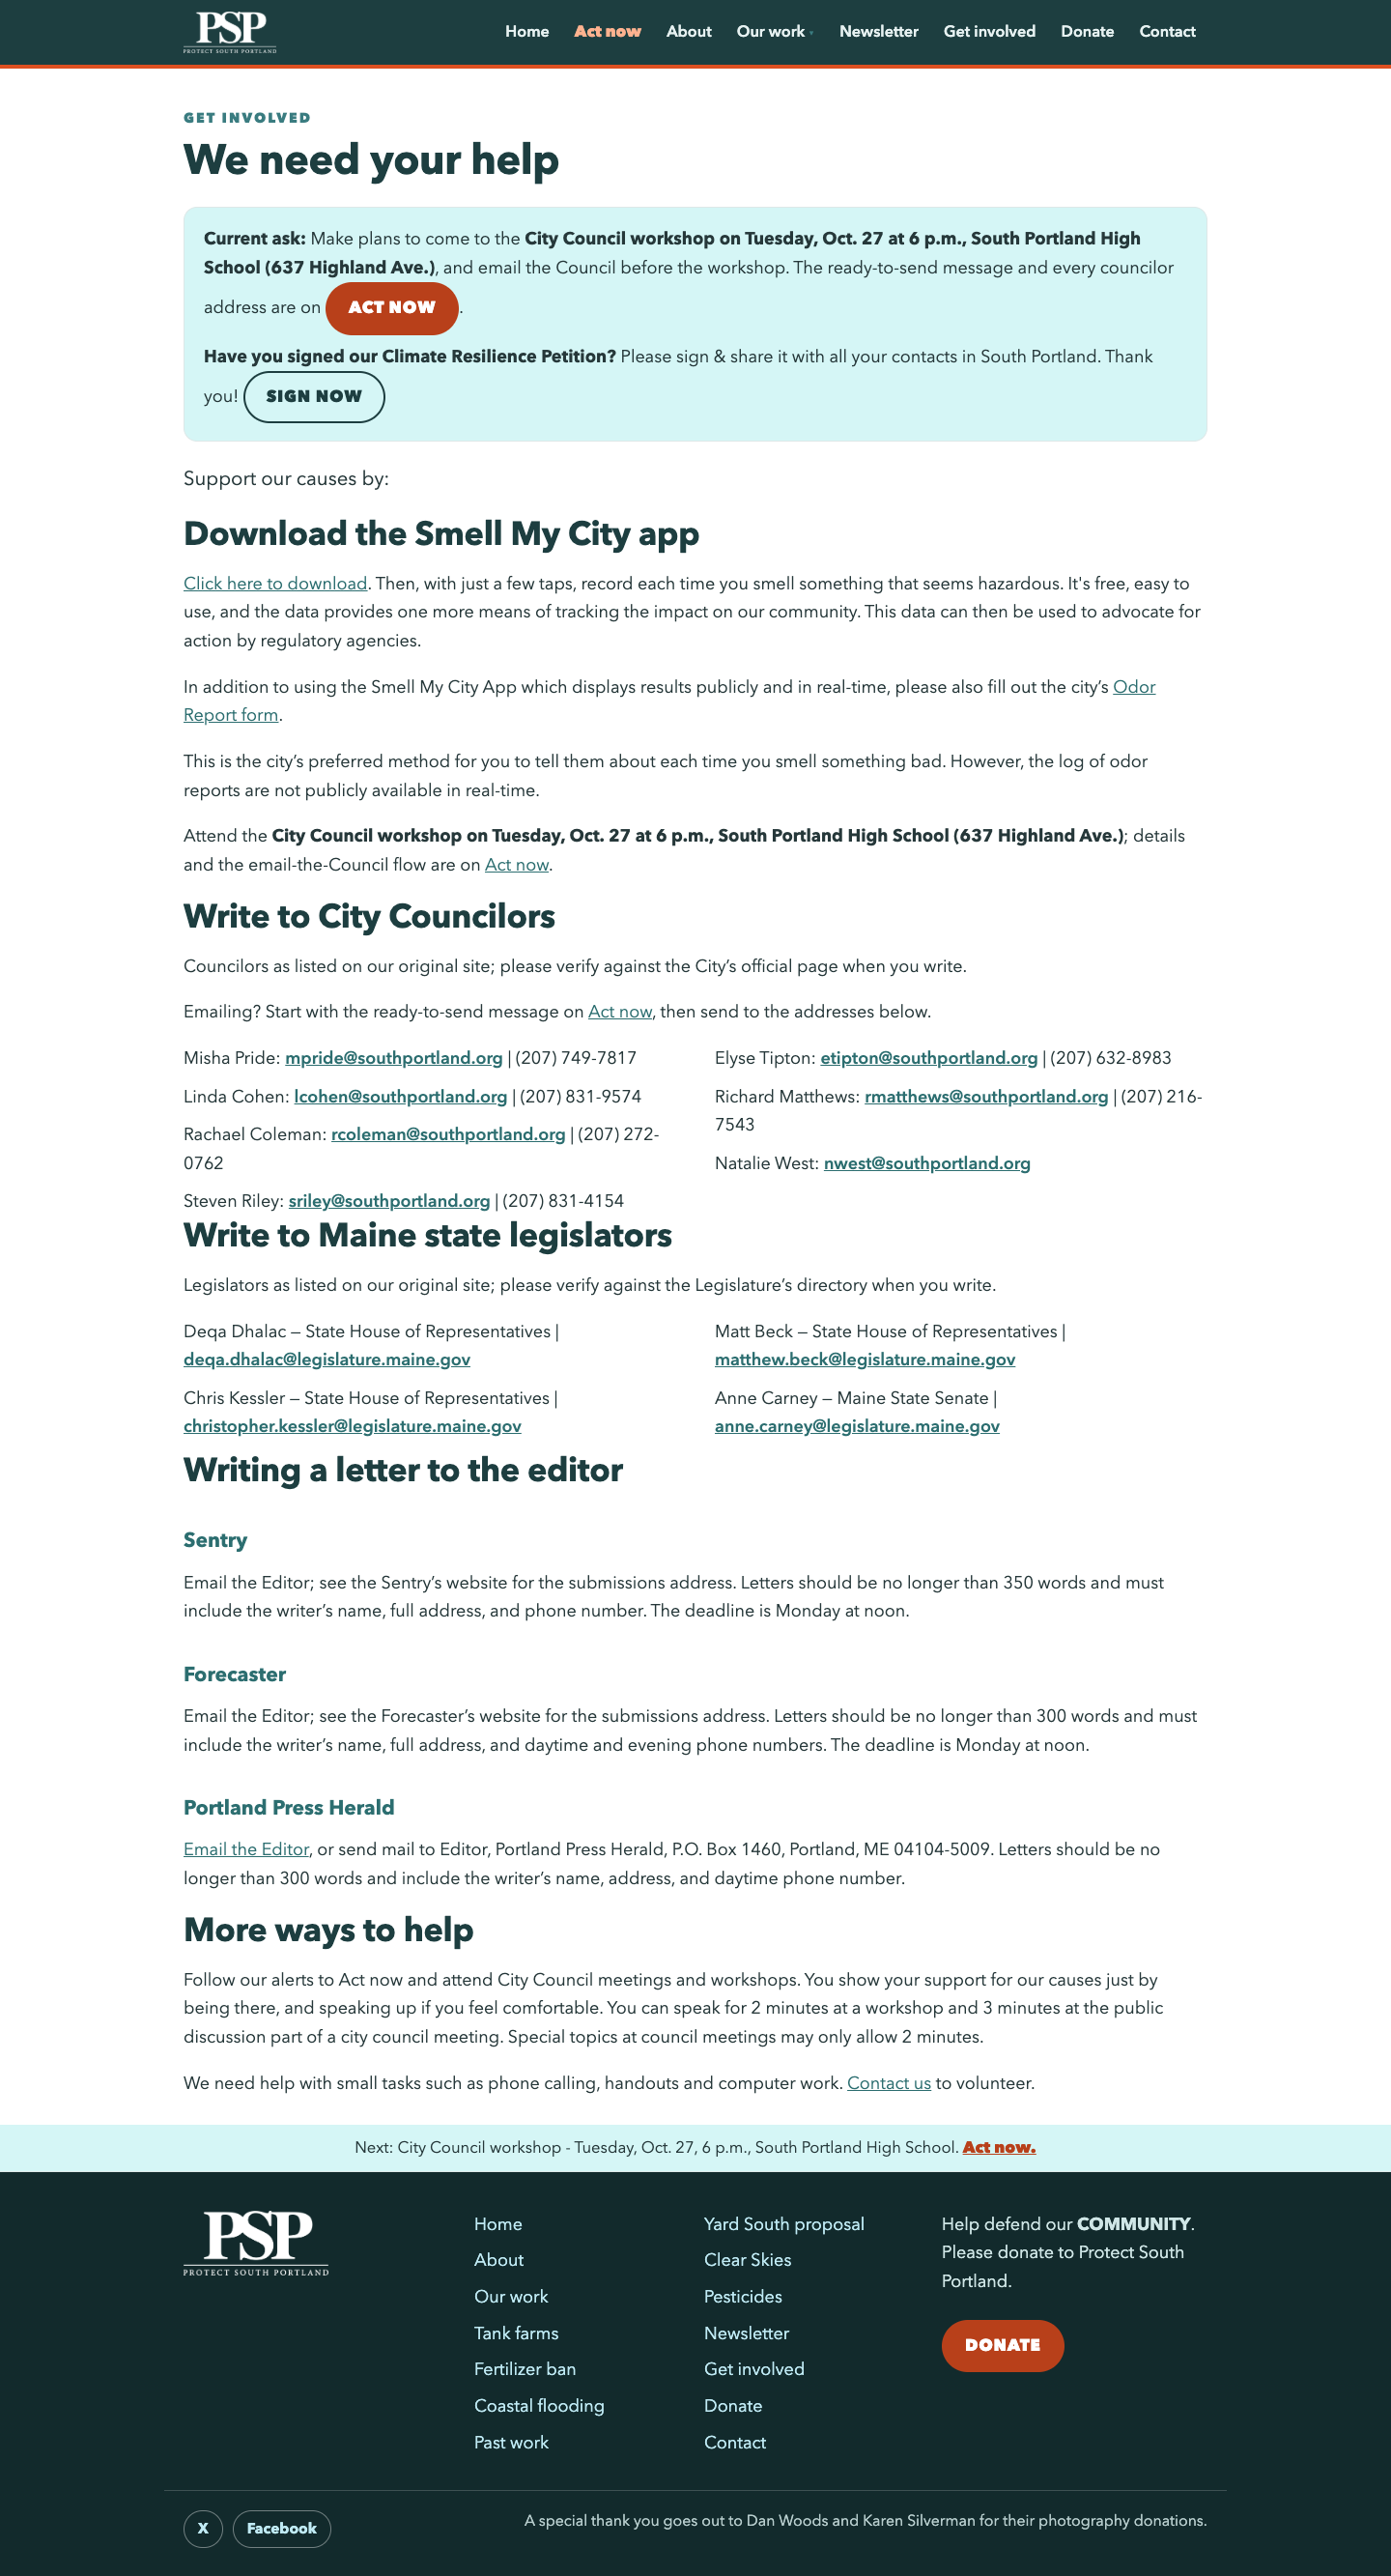 PSP
PROTECT SOUTH PORTLAND
Home Act now About Our work Newsletter Get involved Donate Contact
GET INVOLVED
We need your help
Current ask: Make plans to come to the City Council workshop on Tuesday, Oct. 27 at 6 p.m., South Portland High
School (637 Highland Ave.), and email the Council before the workshop. The ready-to-send message and every councilor
address are on ACT NOW.
Have you signed our Climate Resilience Petition? Please sign & share it with all your contacts in South Portland. Thank
you! SIGN NOW
Support our causes by:
Download the Smell My City app
Click here to download. Then, with just a few taps, record each time you smell something that seems hazardous. It's free, easy to
use, and the data provides one more means of tracking the impact on our community. This data can then be used to advocate for
action by regulatory agencies.
In addition to using the Smell My City App which displays results publicly and in real-time, please also fill out the city’s Odor
Report form.
This is the city’s preferred method for you to tell them about each time you smell something bad. However, the log of odor
reports are not publicly available in real-time.
Attend the City Council workshop on Tuesday, Oct. 27 at 6 p.m., South Portland High School (637 Highland Ave.); details
and the email-the-Council flow are on Act now.
Write to City Councilors
Councilors as listed on our original site; please verify against the City’s official page when you write.
Emailing? Start with the ready-to-send message on Act now, then send to the addresses below.
Misha Pride: mpride@southportland.org | (207) 749-7817
Linda Cohen: lcohen@southportland.org | (207) 831-9574
Rachael Coleman: rcoleman@southportland.org | (207) 272-
0762
Steven Riley: sriley@southportland.org | (207) 831-4154
Elyse Tipton: etipton@southportland.org | (207) 632-8983
Richard Matthews: rmatthews@southportland.org | (207) 216-
7543
Natalie West: nwest@southportland.org
Write to Maine state legislators
Legislators as listed on our original site; please verify against the Legislature’s directory when you write.
Deqa Dhalac — State House of Representatives |
deqa.dhalac@legislature.maine.gov
Chris Kessler — State House of Representatives |
christopher.kessler@legislature.maine.gov
Matt Beck — State House of Representatives |
matthew.beck@legislature.maine.gov
Anne Carney — Maine State Senate |
anne.carney@legislature.maine.gov
Writing a letter to the editor
Sentry
Email the Editor; see the Sentry’s website for the submissions address. Letters should be no longer than 350 words and must
include the writer’s name, full address, and phone number. The deadline is Monday at noon.
Forecaster
Email the Editor; see the Forecaster’s website for the submissions address. Letters should be no longer than 300 words and must
include the writer’s name, full address, and daytime and evening phone numbers. The deadline is Monday at noon.
Portland Press Herald
Email the Editor, or send mail to Editor, Portland Press Herald, P.O. Box 1460, Portland, ME 04104-5009. Letters should be no
longer than 300 words and include the writer’s name, address, and daytime phone number.
More ways to help
Follow our alerts to Act now and attend City Council meetings and workshops. You show your support for our causes just by
being there, and speaking up if you feel comfortable. You can speak for 2 minutes at a workshop and 3 minutes at the public
discussion part of a city council meeting. Special topics at council meetings may only allow 2 minutes.
We need help with small tasks such as phone calling, handouts and computer work. Contact us to volunteer.
Next: City Council workshop - Tuesday, Oct. 27, 6 p.m., South Portland High School. Act now.
PSP
PROTECT SOUTH PORTLAND
Home
About
Our work
Tank farms
Fertilizer ban
Coastal flooding
Past work
Yard South proposal
Clear Skies
Pesticides
Newsletter
Get involved
Donate
Contact
Help defend our COMMUNITY.
Please donate to Protect South
Portland.
DONATE
X Facebook
A special thank you goes out to Dan Woods and Karen Silverman for their photography donations.